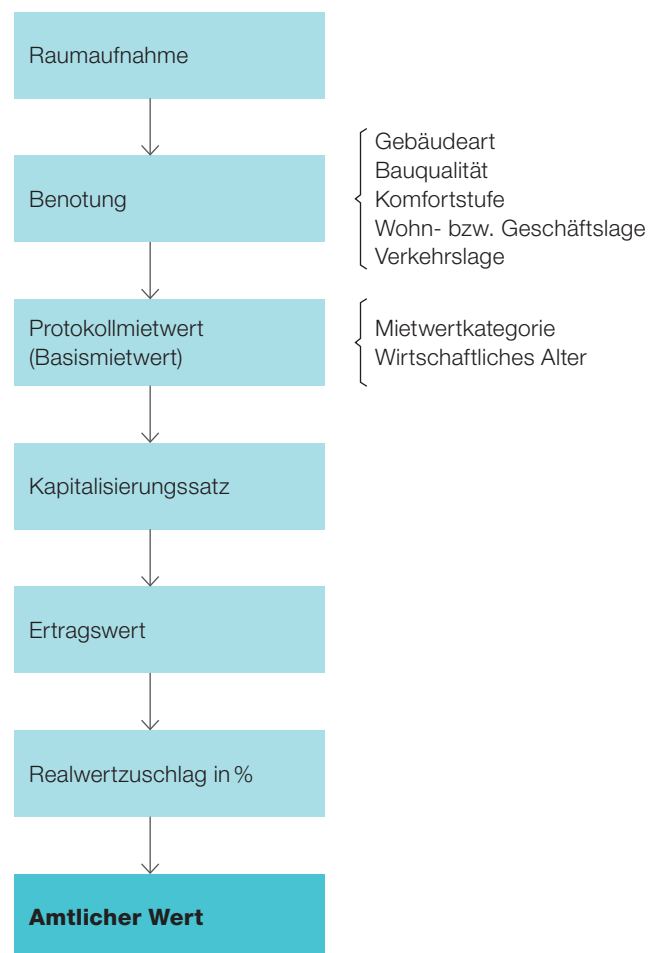 Raumaufnahme
Benotung
Gebäudeart
Bauqualität
Komfortstufe
Wohn- bzw. Geschäftslage
Verkehrslage
Protokollmietwert
(Basismietwert)
Mietwertkategorie
Wirtschaftliches Alter
Kapitalisierungssatz
Ertragswert
Realwertzuschlag in %
Amtlicher Wert